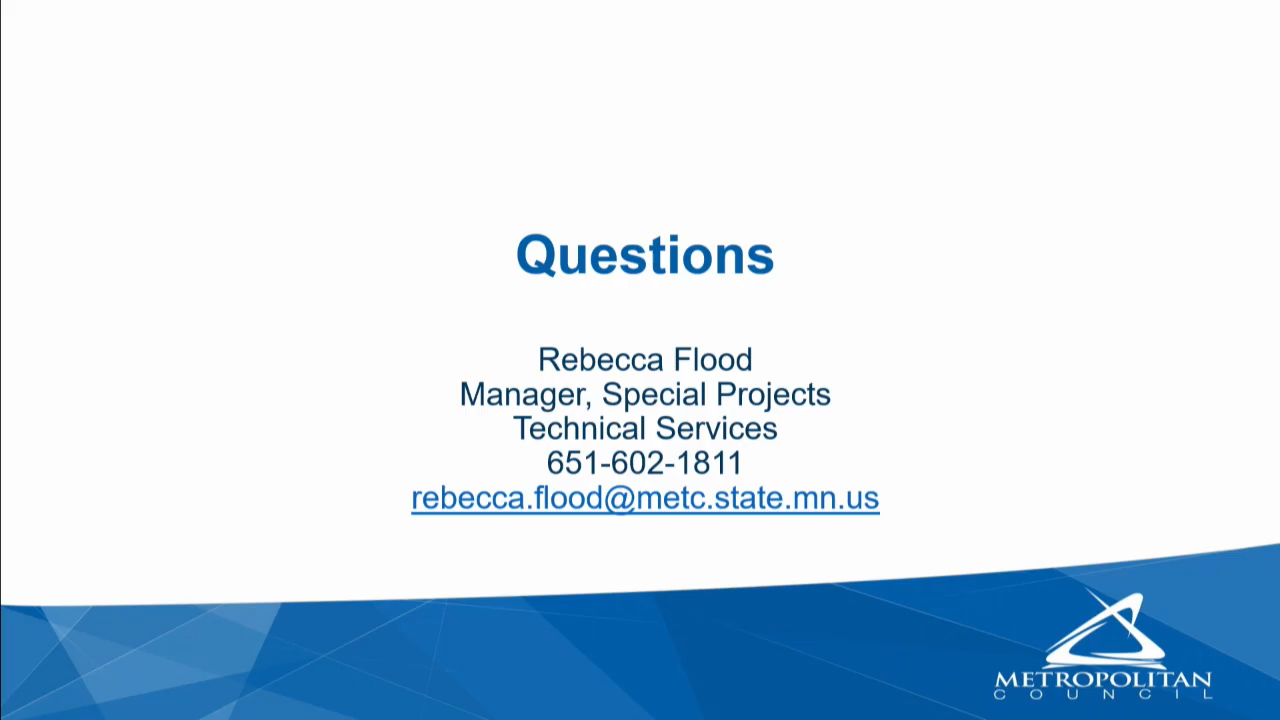 Questions
Rebecca Flood
Manager, Special Projects
Technical Services
651-602-1811
rebecca.flood@metc.state.mn.us
METROPOLITAN
COUNCIL